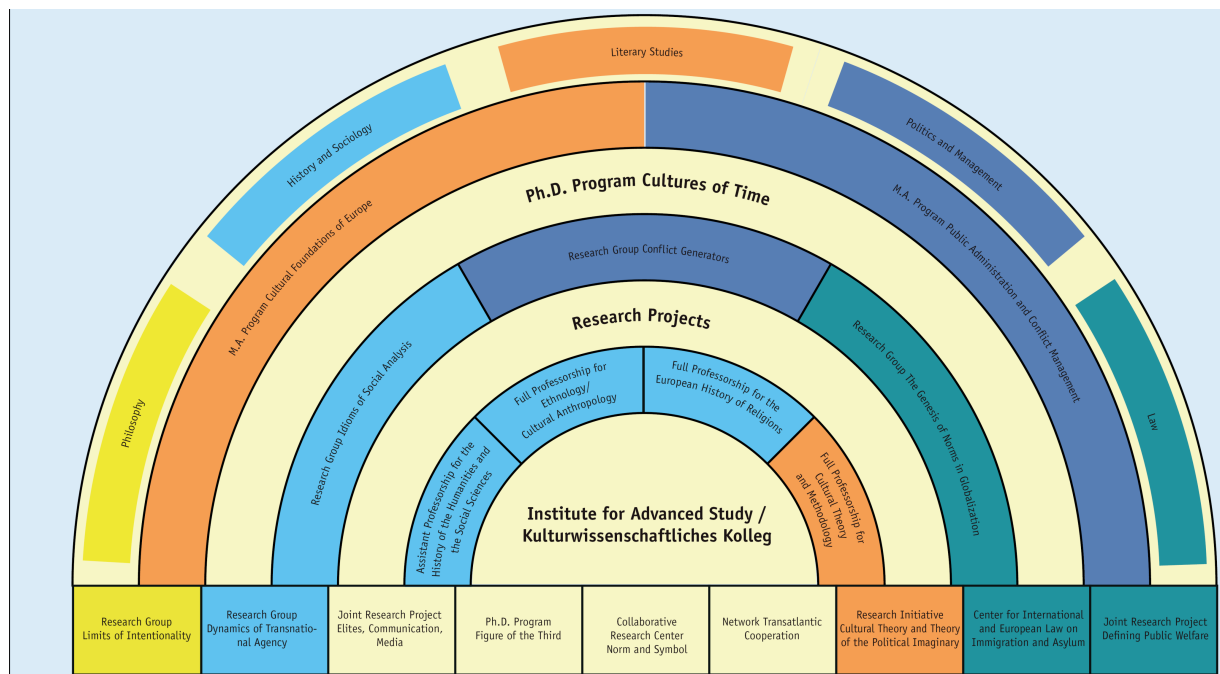 Literary Studies
History and Sociology
Politics and Management
Philosophy
Law
M.A. Program Cultural Foundations of Europe
M.A. Program Public Administration and Conflict Management
Ph.D. Program Cultures of Time
Research Group Conflict Generators
Research Group Idioms of Social Analysis
Research Group The Genesis of Norms in Globalization
Research Projects
Assistant Professorship for the
History of the Humanities and
the Social Sciences
Full Professorship for
Ethnology/
Cultural Anthropology
Full Professorship for the
European History of Religions
Full Professorship for
Cultural Theory
and Methodology
Institute for Advanced Study /
Kulturwissenschaftliches Kolleg
Research Group
Limits of Intentionality
Research Group
Dynamics of Transnatio-
nal Agency
Joint Research Project
Elites, Communication,
Media
Ph.D. Program
Figure of the Third
Collaborative
Research Center
Norm and Symbol
Network Transatlantic
Cooperation
Research Initiative
Cultural Theory and Theory
of the Political Imaginary
Center for International
and European Law on
Immigration and Asylum
Joint Research Project
Defining Public Welfare